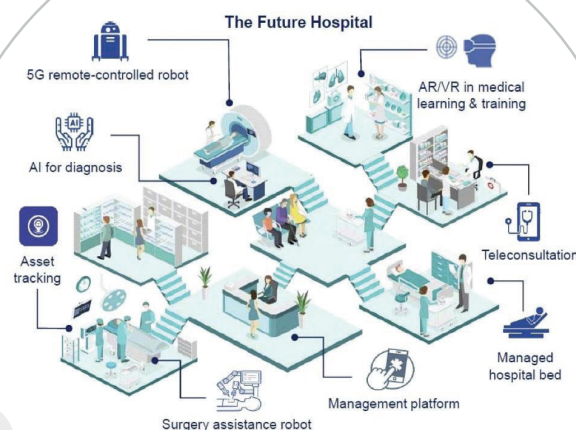 The Future Hospital
5G remote-controlled robot
AR/VR in medical
learning & training
AI
AI for diagnosis
Asset
tracking
Teleconsultation
Managed
hospital bed
Management platform
Surgery assistance robot